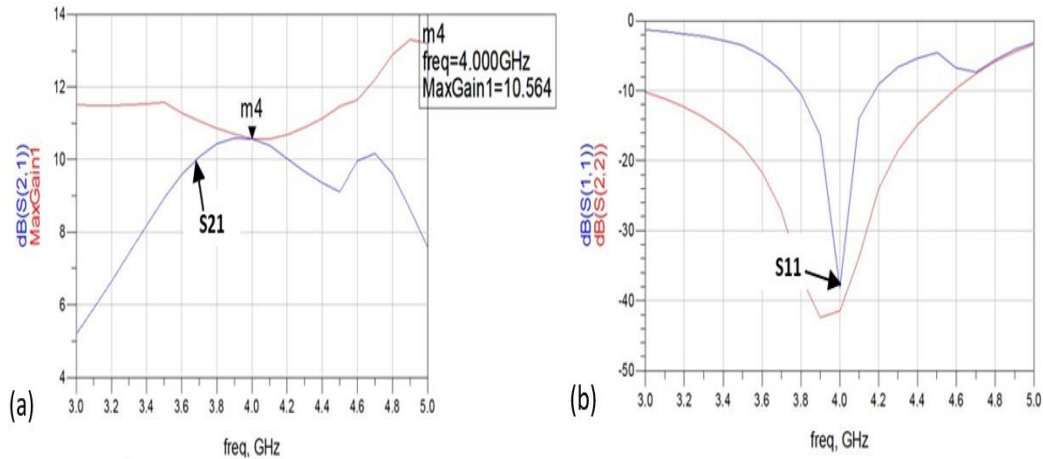 14
12
10
8
6
4
dB(S(2,1))
MaxGain1
m4
freq=4.000GHz
MaxGain1=10.564
m4
S21
3.0 3.2 3.4 3.6 3.8 4.0 4.2 4.4 4.6 4.8 5.0
freq, GHz
(a)
0
-10
-20
-30
-40
-50
dB(S(1,1))
dB(S(2,2))
S11
3.0 3.2 3.4 3.6 3.8 4.0 4.2 4.4 4.6 4.8 5.0
freq, GHz
(b)